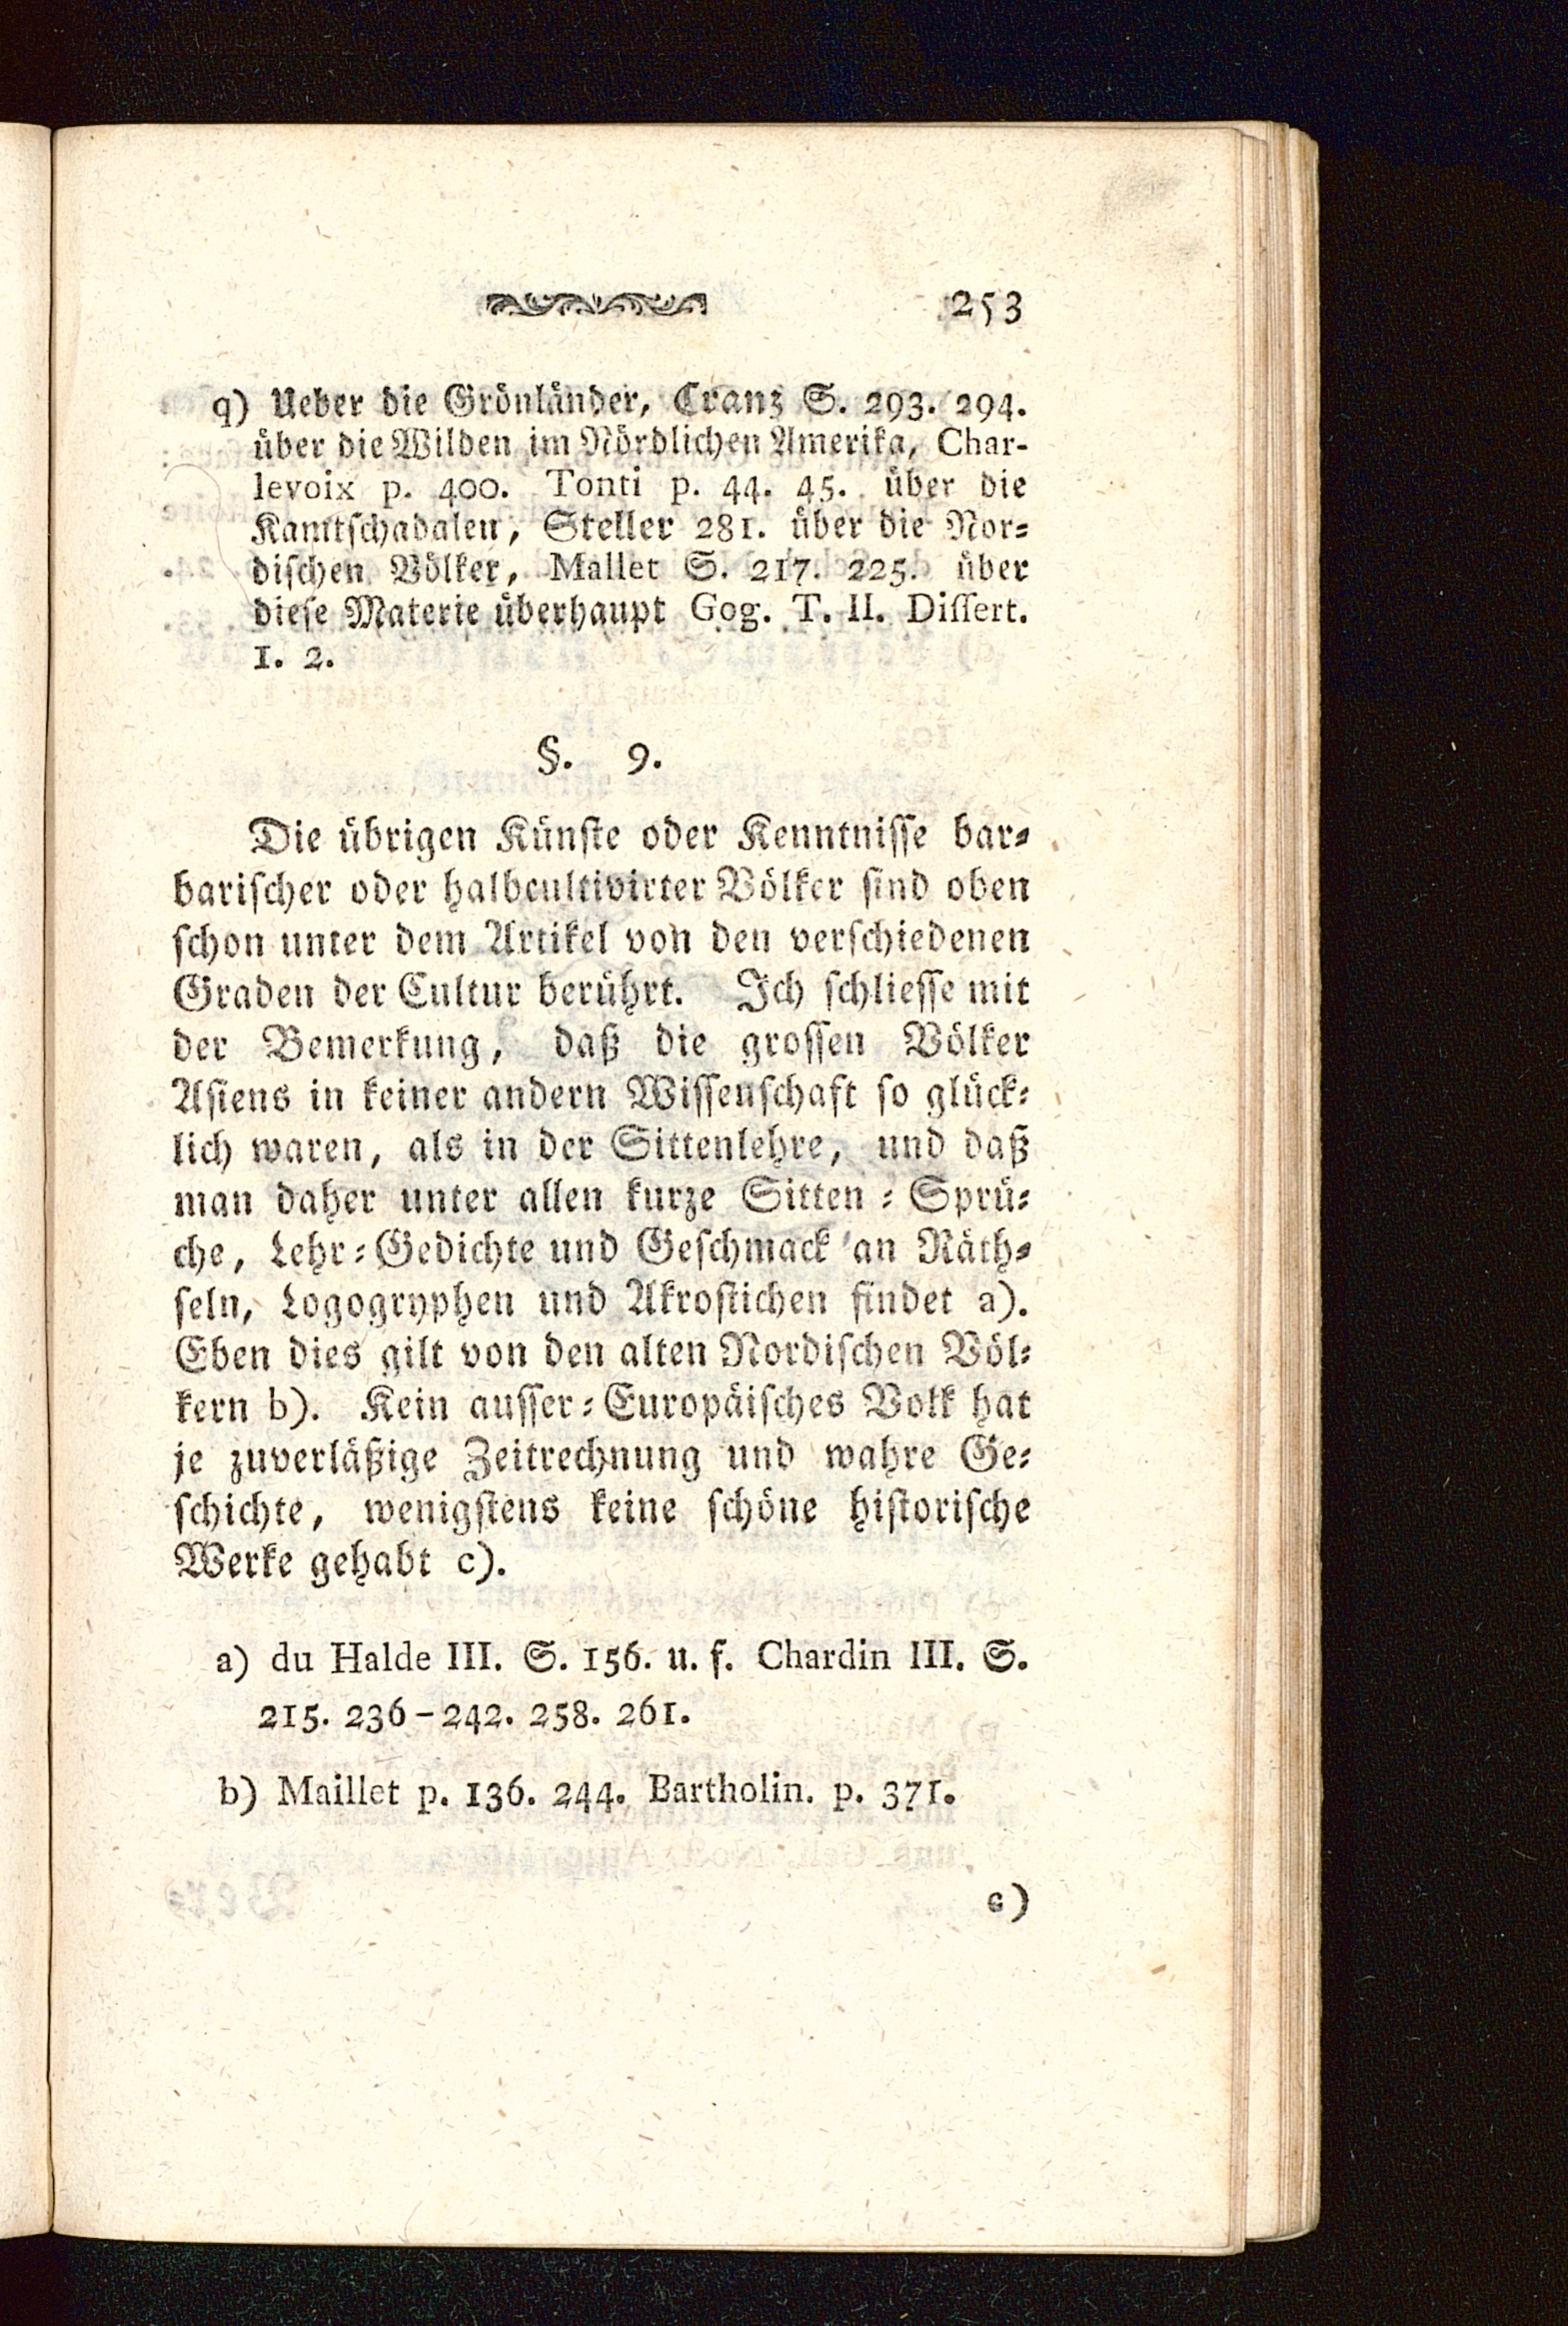 253
q) Ueber die Grönländer, Cranz S. 293. 294.
über die Wilden im Nördlichen Amerika, Char-
levoix p. 400. Tonti p. 44. 45. über die
Kamtschadalen, Steller 281. über die Nor-
dischen Völker, Mallet S. 217. 225. über
diese Materie überhaupt Gog. T. II. Dissert.
1. 2.
§. 9.
Die übrigen Künste oder Kenntnisse bar-
barischer oder halbcultivirter Völker sind oben
schon unter dem Artikel von den verschiedenen
Graden der Cultur berührt. Ich schliesse mit
der Bemerkung, daß die grossen Völker
Asiens in keiner andern Wissenschaft so glück-
lich waren, als in der Sittenlehre, und daß
man daher unter allen kurze Sitten-Sprü-
che, Lehr-Gedichte und Geschmack an Räth-
seln, Logogryphen und Akrostichen findet a).
Eben dies gilt von den alten Nordischen Völ-
kern b). Kein ausser-Europäisches Volk hat
je zuverläßige Zeitrechnung und wahre Ge-
schichte, wenigstens keine schöne historische
Werke gehabt c).
a) du Halde III. S. 156. u. f. Chardin III. S.
215. 236-242. 258. 261.
b) Maillet p. 136. 244. Bartholin. p. 371.
c)